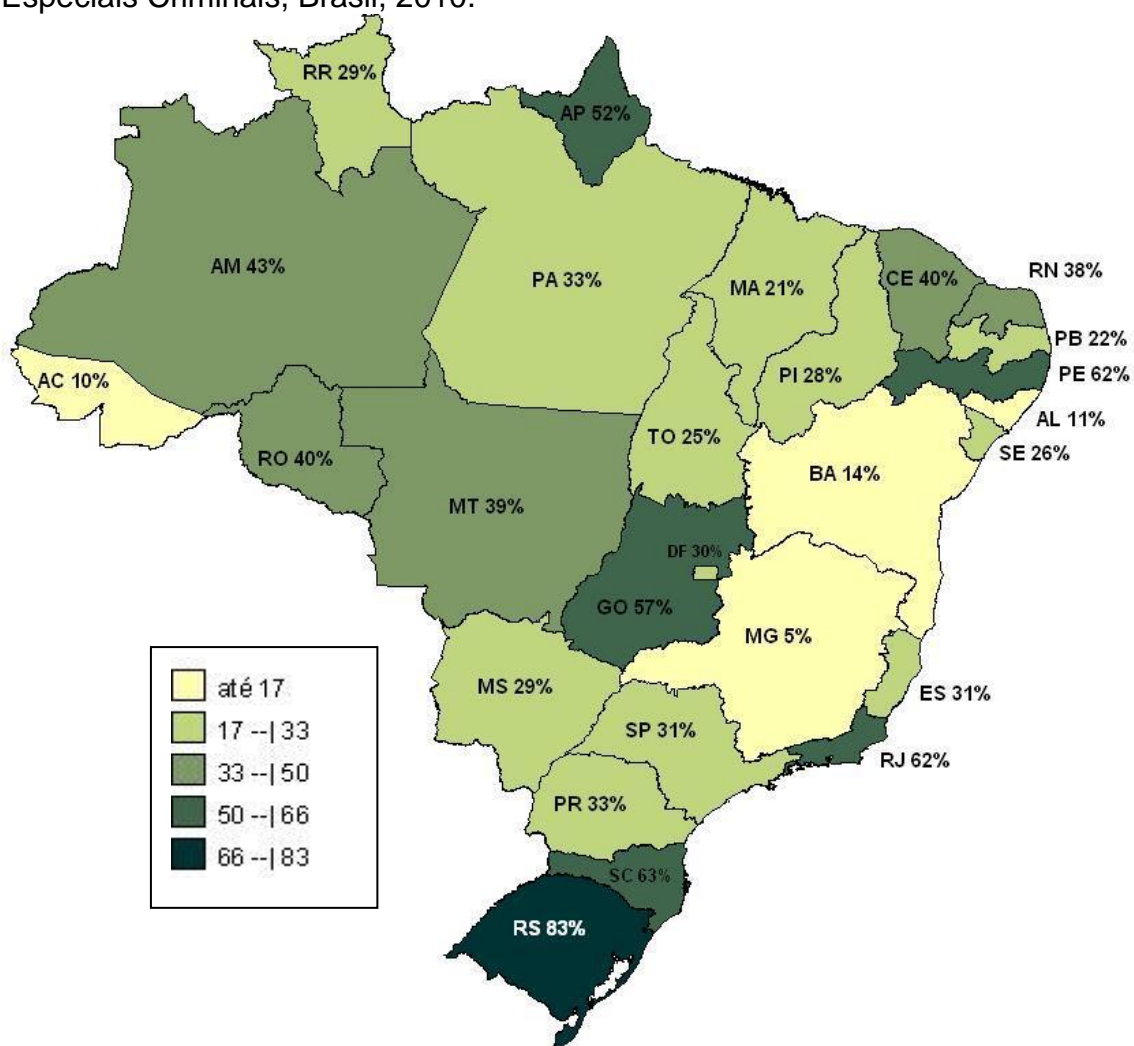 Especiais Criminais, Brasil, 2010.
RR 29%
AP 52%
AM 43%
PA 33%
MA 21%
CE 40%
RN 38%
PB 22%
PE 62%
AL 11%
SE 26%
PI 28%
AC 10%
RO 40%
TO 25%
BA 14%
MT 39%
DF 30%
GO 57%
MG 5%
ES 31%
RJ 62%
MS 29%
SP 31%
PR 33%
SC 63%
RS 83%
até 17
17 --| 33
33 --| 50
50 --| 66
66 --| 83